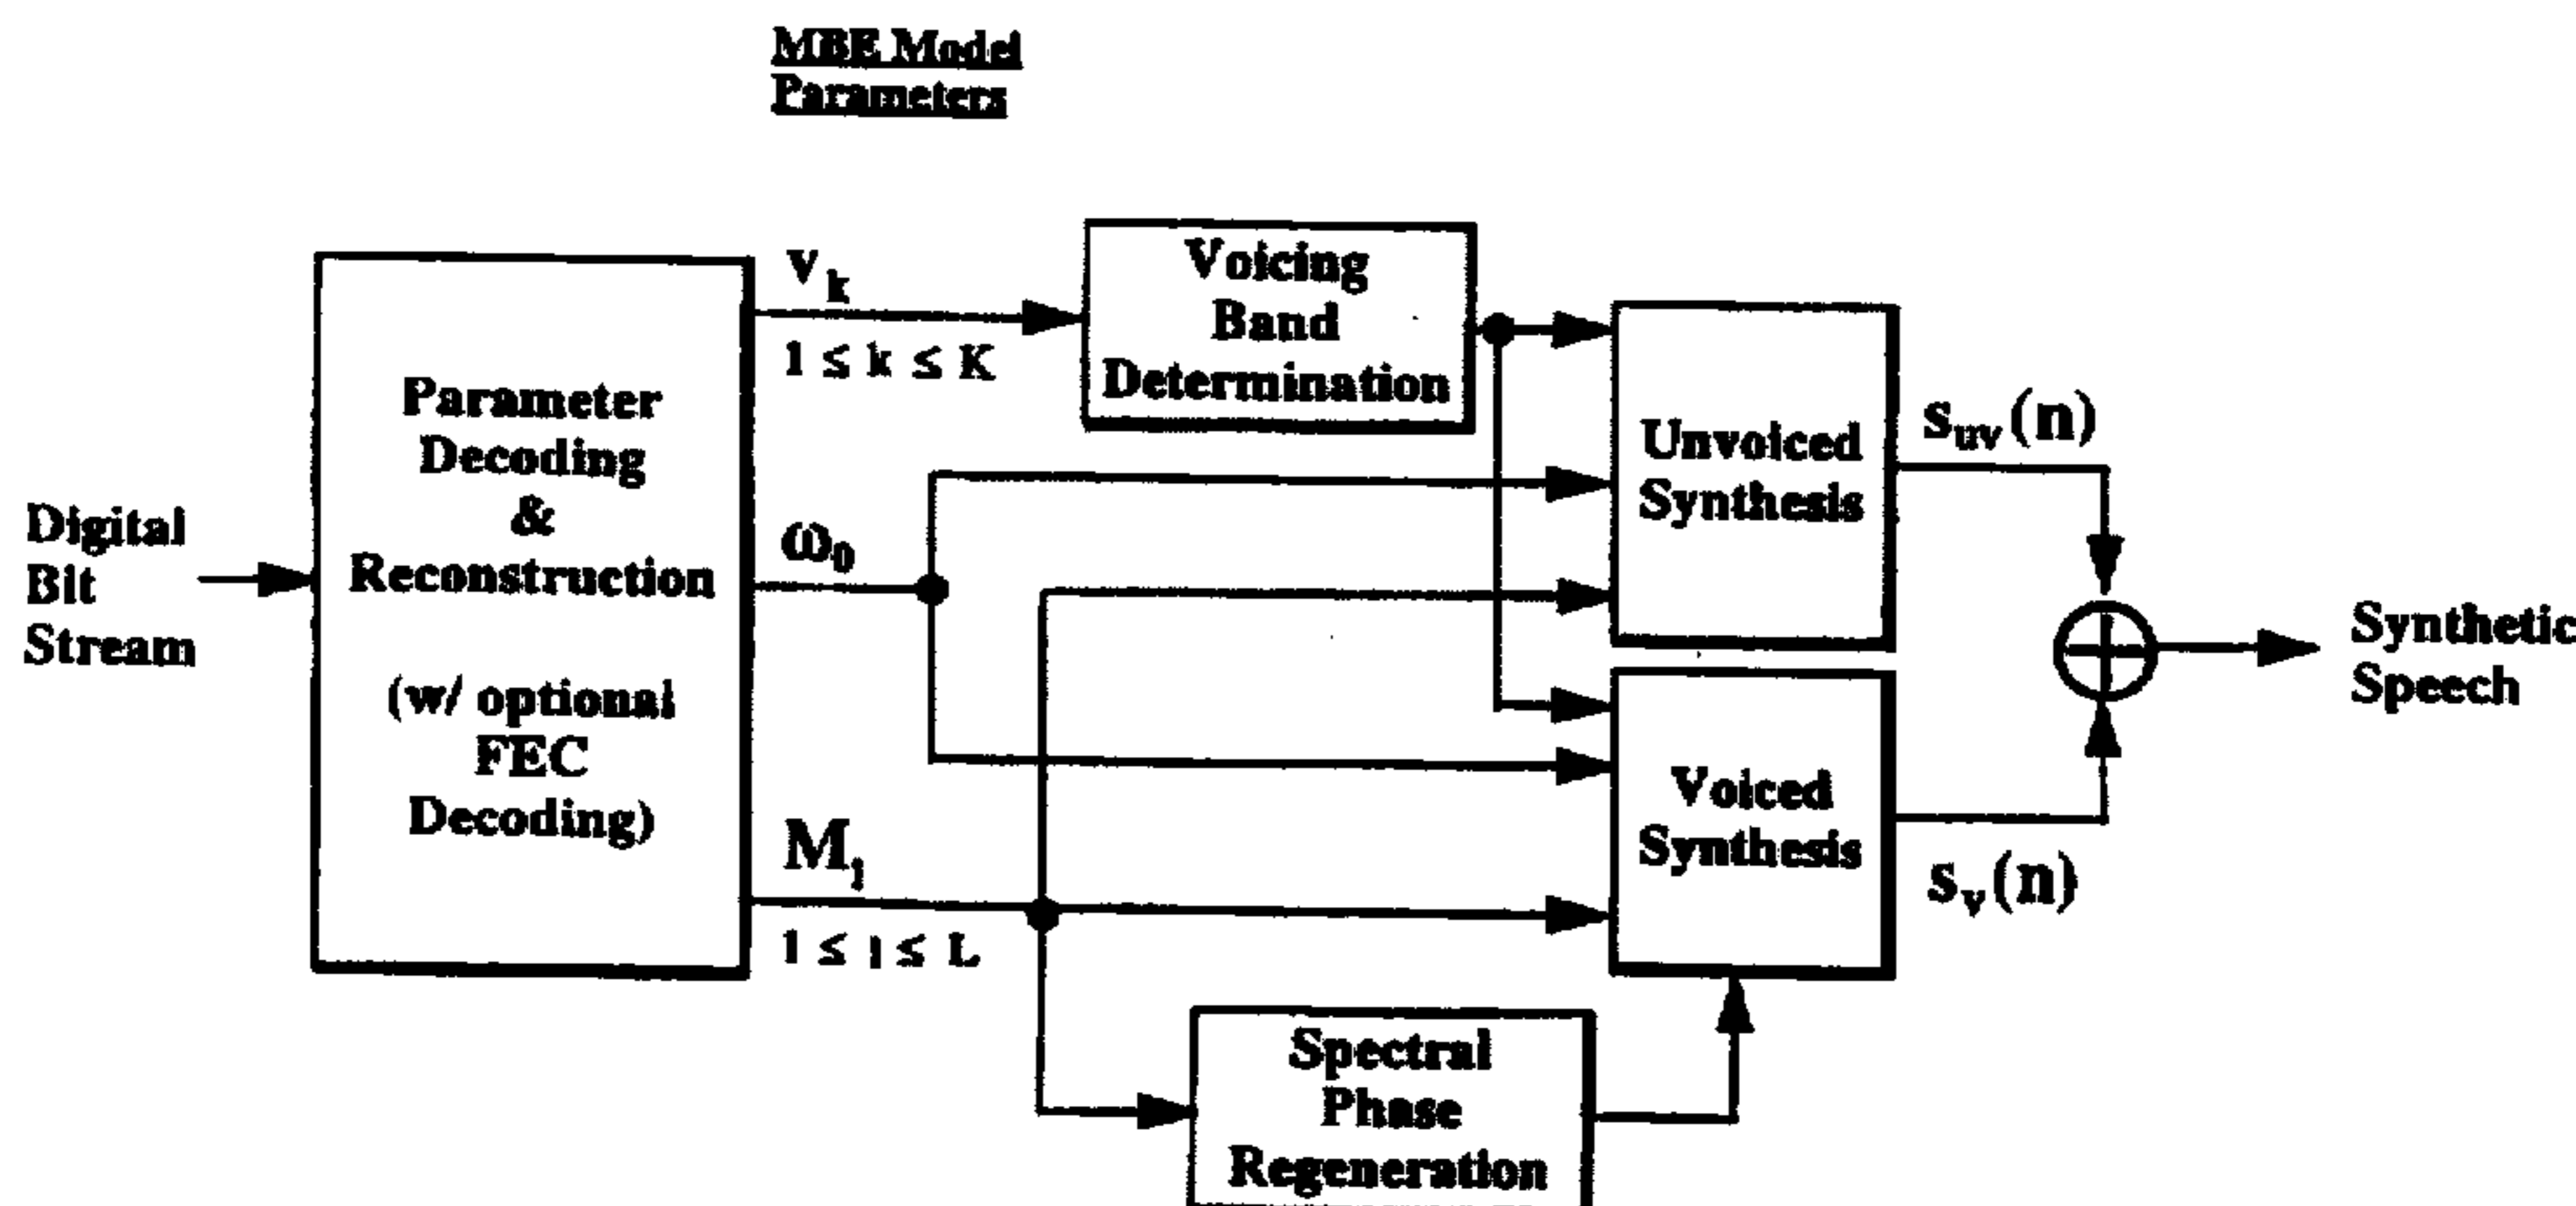 MBE Model
Parameters
Digital
Bit
Stream
Parameter
Decoding
&
Reconstruction
(w/ optional
FEC
Decoding)
v_k
1 ≤ k ≤ K
ω₀
M_l
1 ≤ l ≤ L
Voicing
Band
Determination
Unvoiced
Synthesis
Voiced
Synthesis
Spectral
Phase
Regeneration
s_uv(n)
s_v(n)
Synthetic
Speech